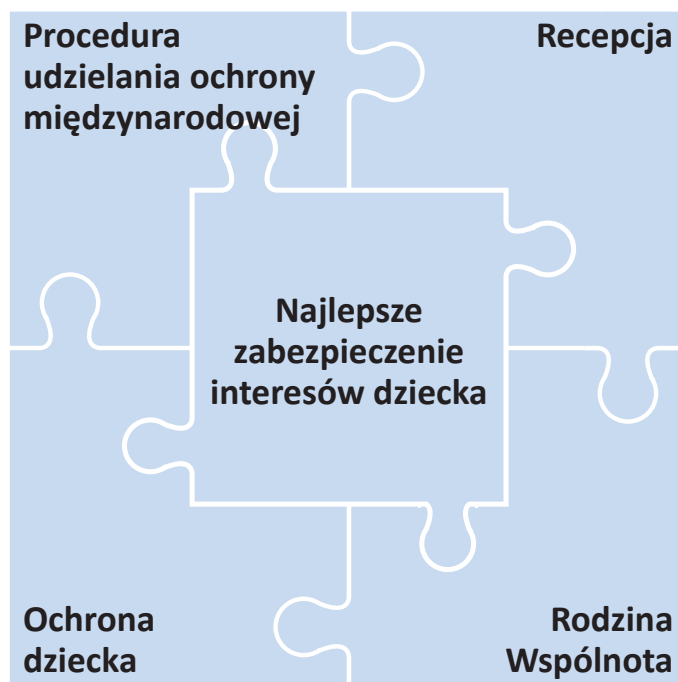 Procedura
udzielania ochrony
międzynarodowej
Recepcja
Najlepsze
zabezpieczenie
interesów dziecka
Ochrona
dziecka
Rodzina
Wspólnota